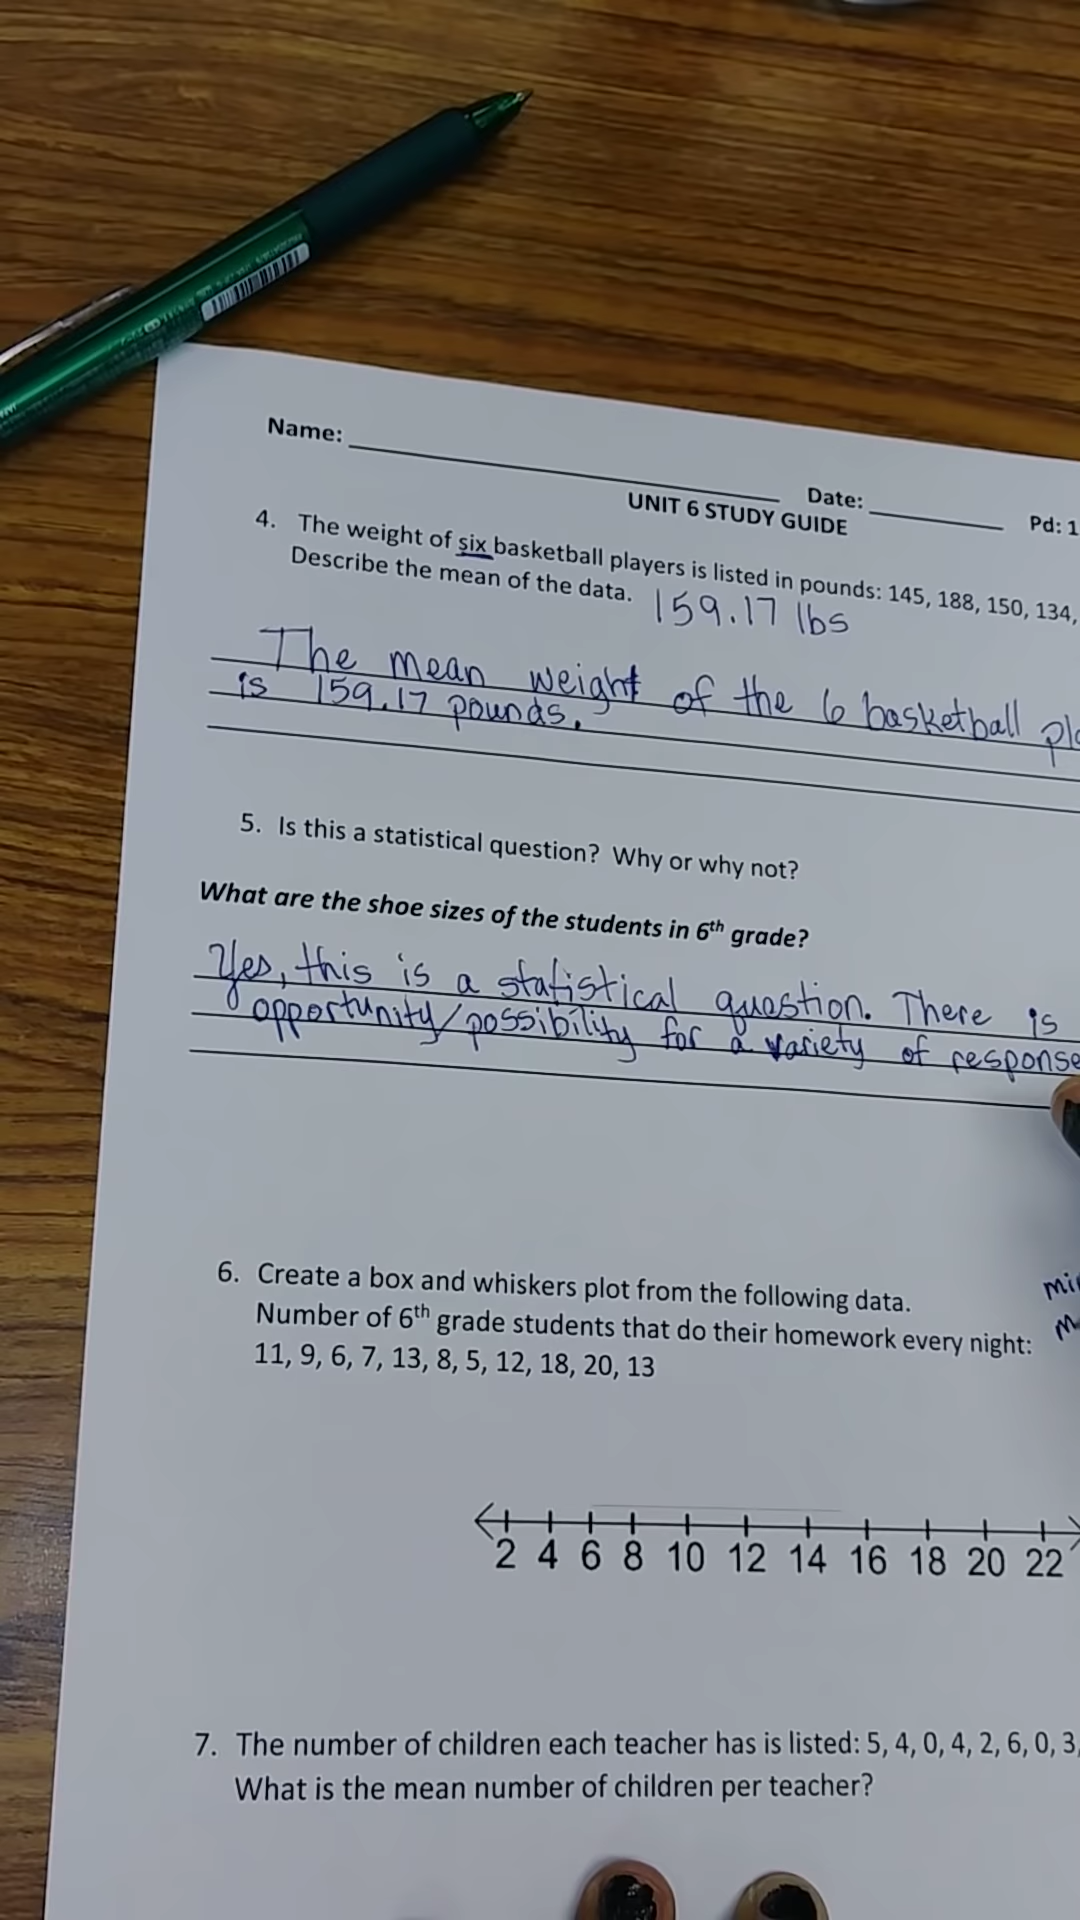 Name:
Date:
Pd: 1
UNIT 6 STUDY GUIDE
4. The weight of six basketball players is listed in pounds: 145, 188, 150, 134,
Describe the mean of the data. 159.17 lbs
The mean weight of the 6 basketball
is 159.17 pounds.
5. Is this a statistical question? Why or why not?
What are the shoe sizes of the students in 6th grade?
Yes, this is a statistical question. There is
opportunity/possibility for a variety of response
6. Create a box and whiskers plot from the following data.
Number of 6th grade students that do their homework every night:
11, 9, 6, 7, 13, 8, 5, 12, 18, 20, 13
2 4 6 8 10 12 14 16 18 20 22
7. The number of children each teacher has is listed: 5, 4, 0, 4, 2, 6, 0, 3,
What is the mean number of children per teacher?